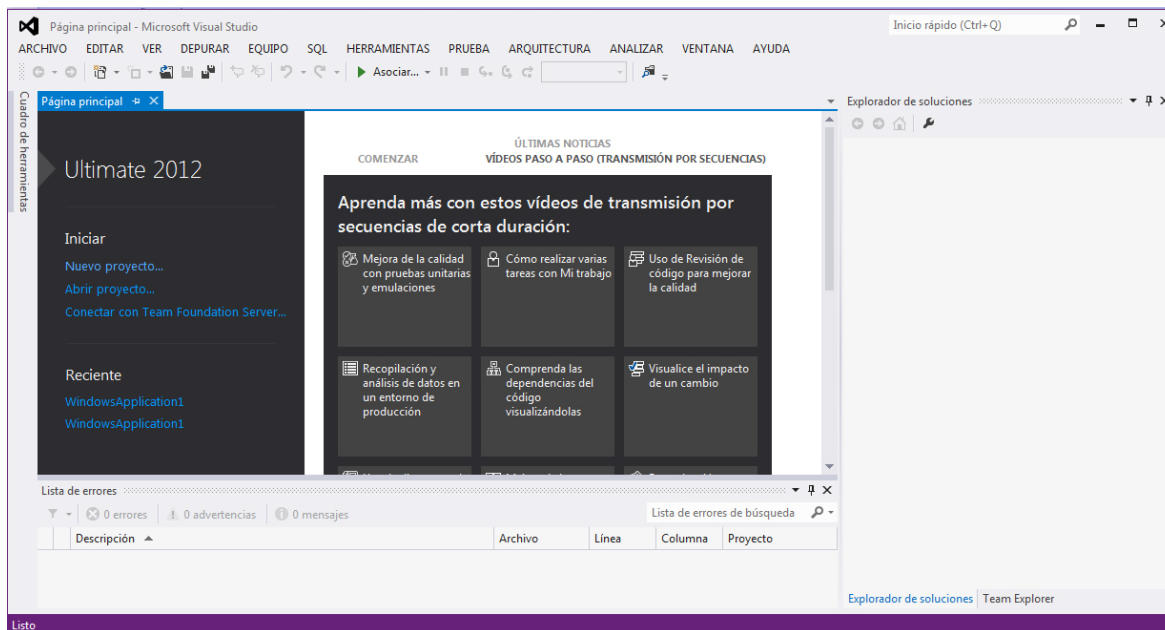 Página principal - Microsoft Visual Studio
Inicio rápido (Ctrl+Q)
ARCHIVO EDITAR VER DEPURAR EQUIPO SQL HERRAMIENTAS PRUEBA ARQUITECTURA ANALIZAR VENTANA AYUDA
Asociar...
Cuadro de herramientas
Página principal
Ultimate 2012
Iniciar
Nuevo proyecto...
Abrir proyecto...
Conectar con Team Foundation Server...
Reciente
WindowsApplication1
WindowsApplication1
COMENZAR
ÚLTIMAS NOTICIAS
VÍDEOS PASO A PASO (TRANSMISIÓN POR SECUENCIAS)
Aprenda más con estos vídeos de transmisión por
secuencias de corta duración:
Mejora de la calidad
con pruebas unitarias
y emulaciones
Cómo realizar varias
tareas con Mi trabajo
Uso de Revisión de
código para mejorar
la calidad
Recopilación y
análisis de datos en
un entorno de
producción
Comprenda las
dependencias del
código
visualizándolas
Visualice el impacto
de un cambio
Explorador de soluciones
Lista de errores
0 errores 0 advertencias 0 mensajes
Lista de errores de búsqueda
Descripción Archivo Línea Columna Proyecto
Explorador de soluciones Team Explorer
Listo